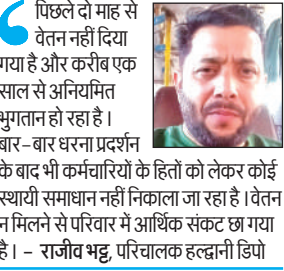 पिछले दो माह से
वेतन नहीं दिया
गया है और करीब एक
साल से अनियमित
भुगतान हो रहा है।
बार-बार धरना प्रदर्शन
के बाद भी कर्मचारियों के हितों को लेकर कोई
स्थायी समाधान नहीं निकाला जा रहा है। वेतन
न मिलने से परिवार में आर्थिक संकट छा गया
है। - राजीव भट्ट, परिचालक हल्द्वानी डिपो